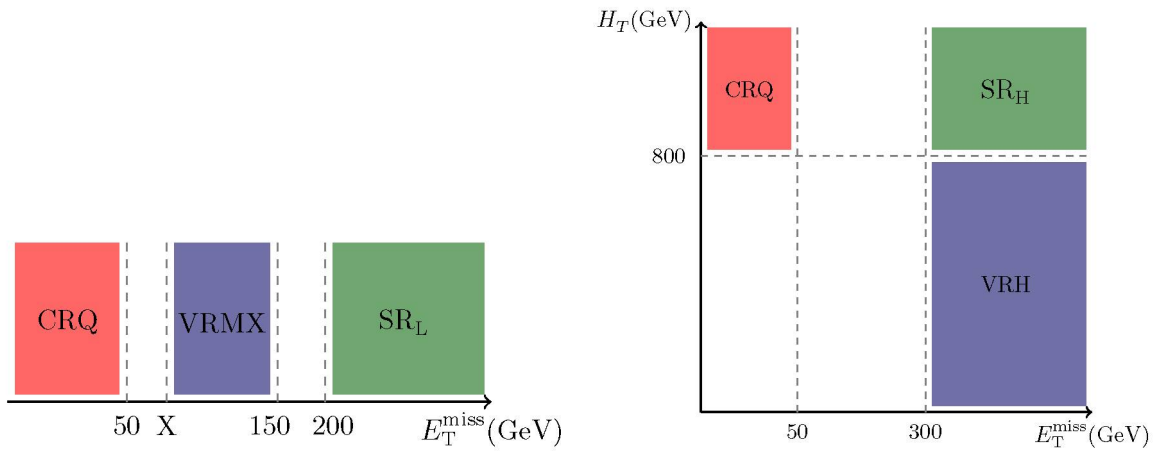 CRQ VRMX SR_L
50 X 150 200 E_T^miss(GeV)
H_T(GeV)
CRQ SR_H
800
VRH
50 300 E_T^miss(GeV)